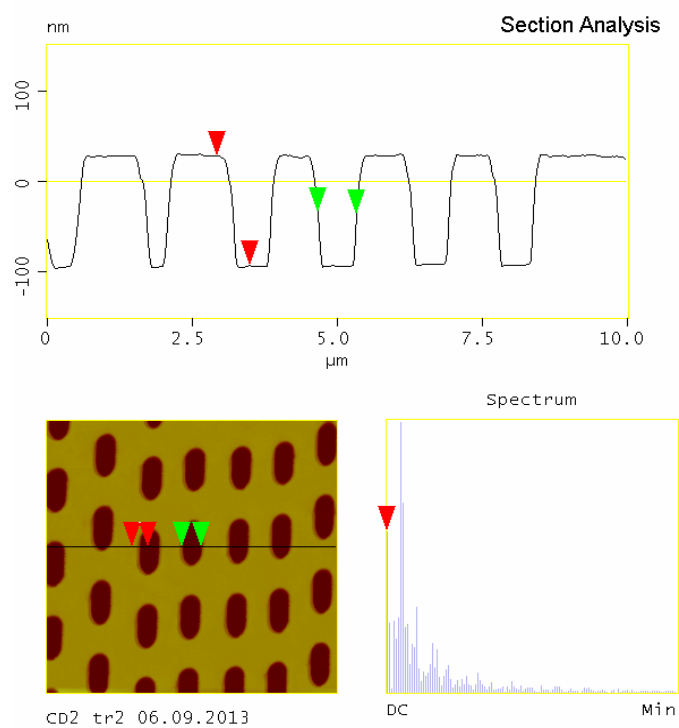 nm
Section Analysis
100
0
-100
0
2.5
5.0
7.5
10.0
µm
Spectrum
CD2 tr2 06.09.2013
DC
Min